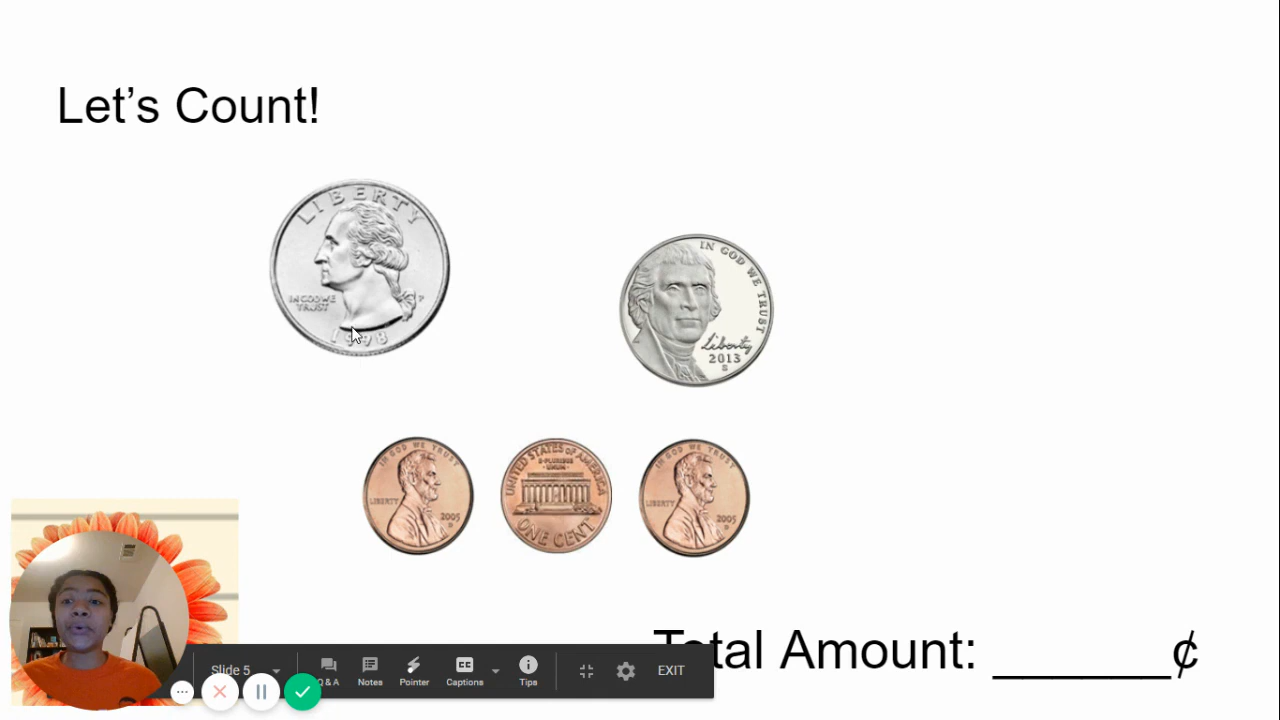 Let's Count!
LIBERTY
IN GOD WE
TRUST
P
1998
IN GOD WE TRUST
Liberty
2013
S
IN GOD WE TRUST
LIBERTY
2005
D
UNITED STATES OF AMERICA
E·PLURIBUS
·UNUM·
ONE CENT
IN GOD WE TRUST
LIBERTY
2005
D
Total Amount: _______¢
Slide 5
Q & A
Notes
Pointer
CC
Captions
Tips
EXIT